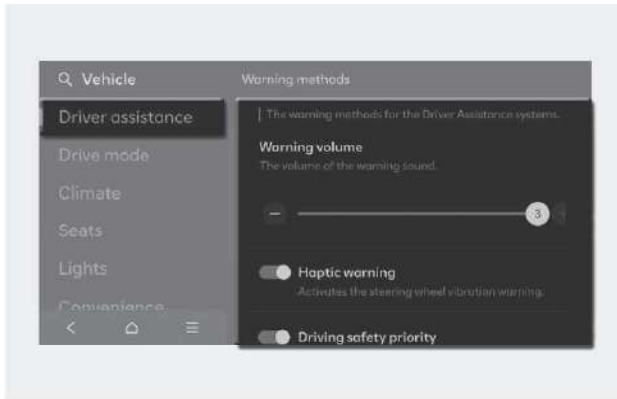 Vehicle
Warning methods
Driver assistance
The warning methods for the Driver Assistance systems.
Drive mode
Warning volume
The volume of the warning sound.
Climate
Seats
3
Lights
Haptic warning
Activates the steering wheel vibration warning.
Convenience
Driving safety priority